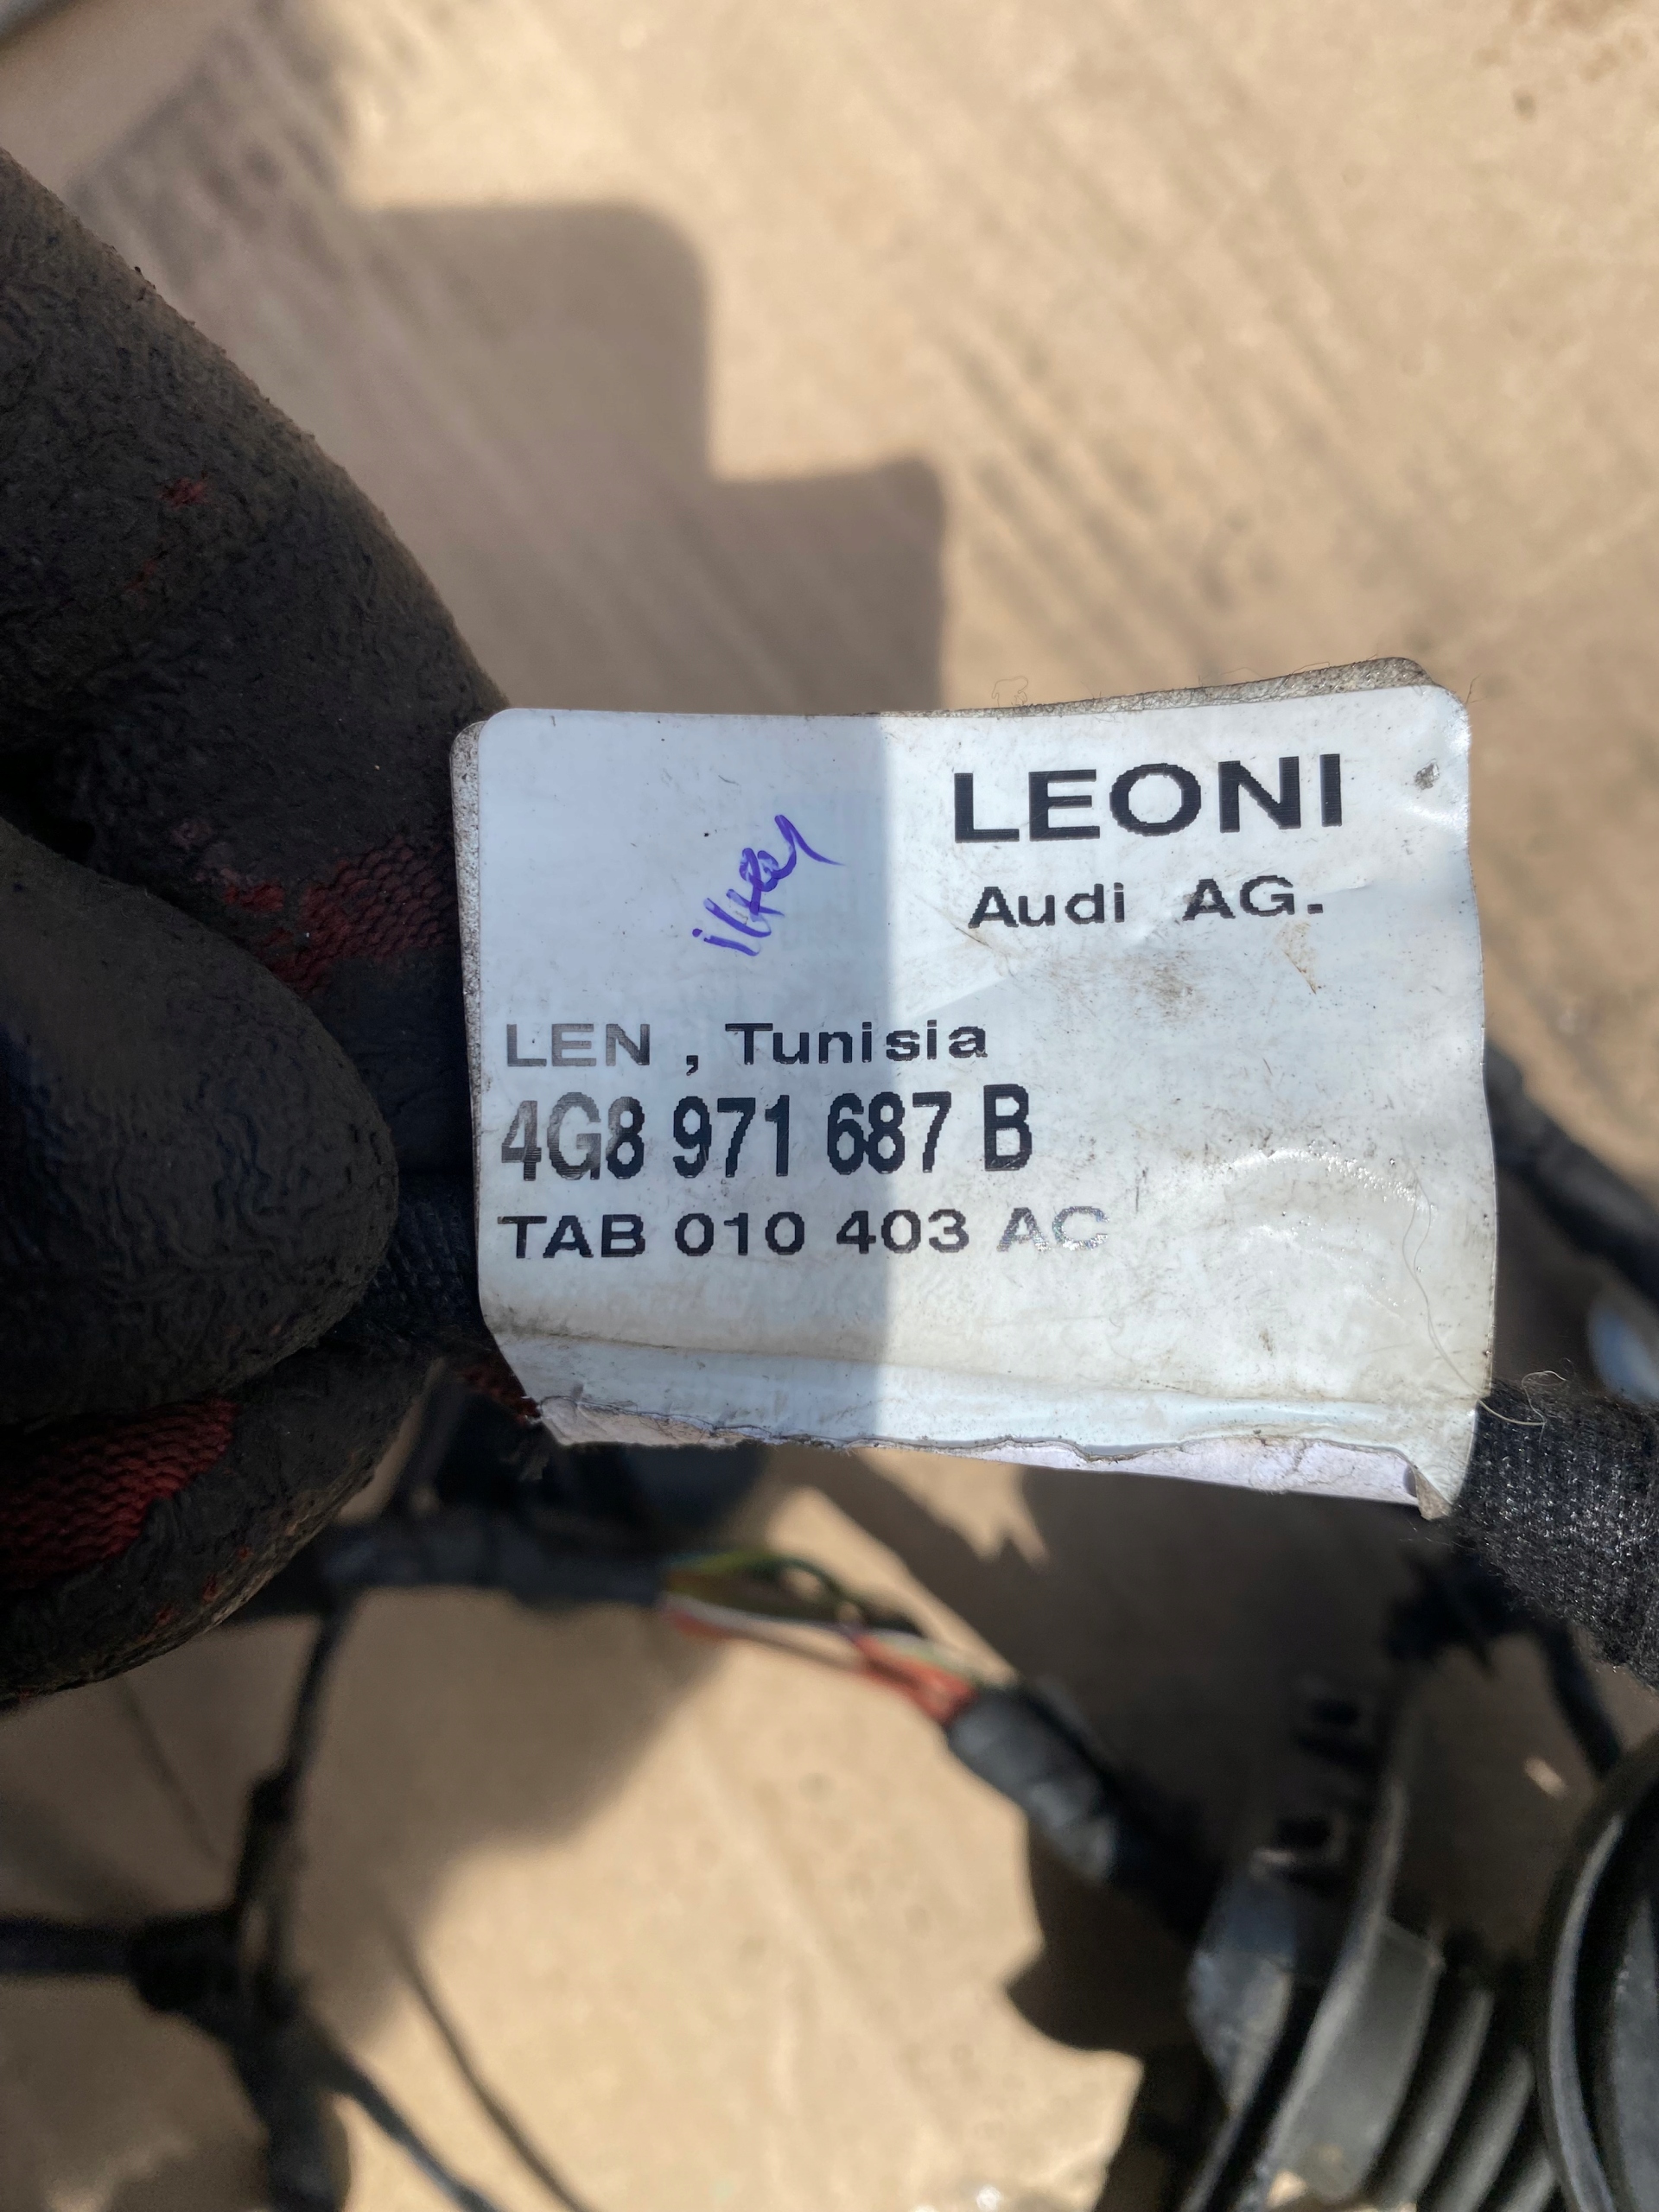 LEONI
Audi AG.
LEN , Tunisia
4G8 971 687 B
TAB 010 403 AC